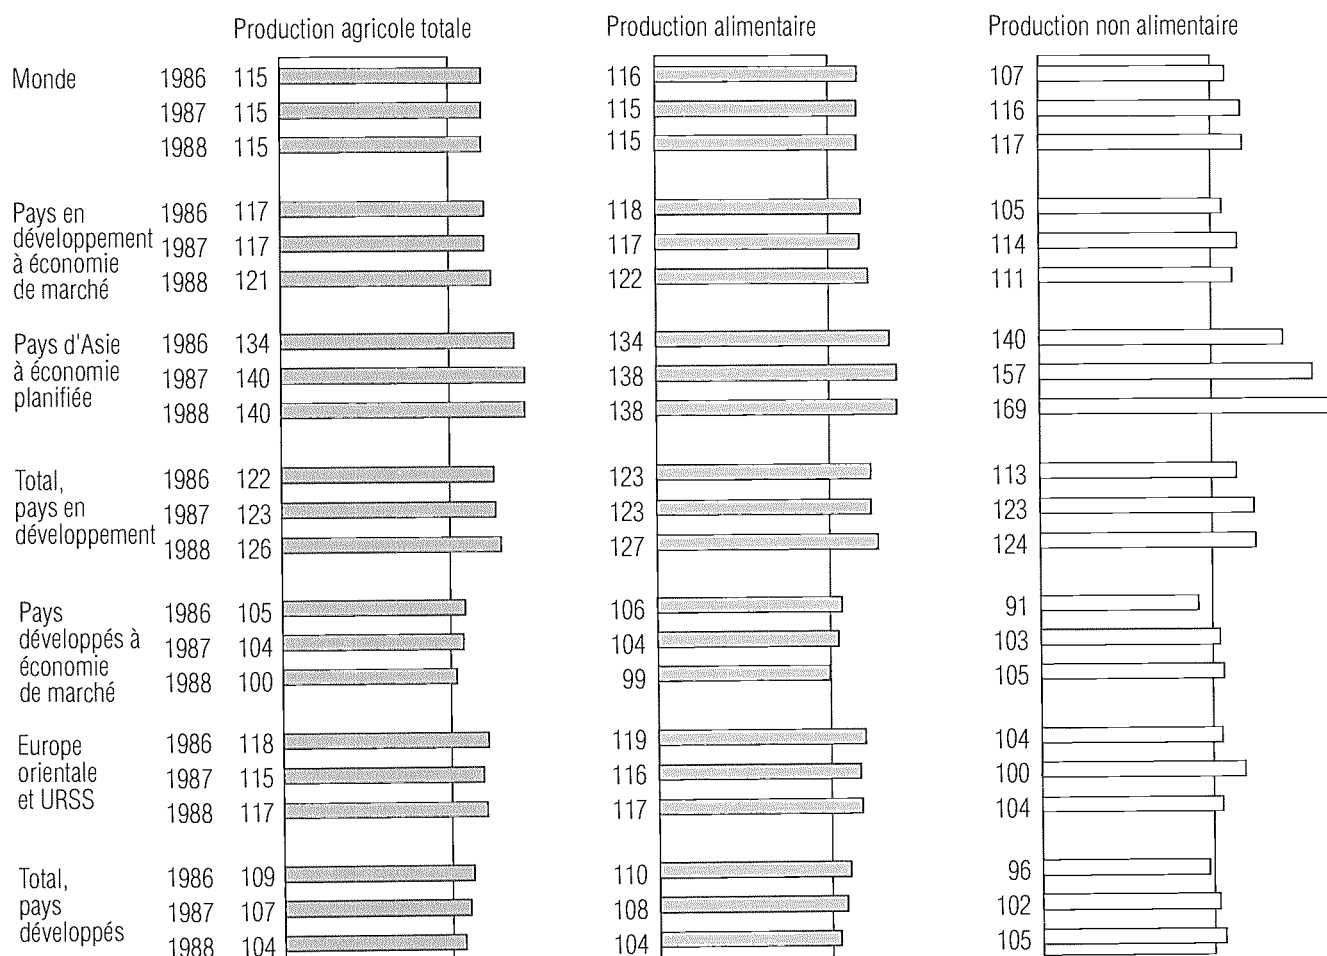 Production agricole totale Production alimentaire Production non alimentaire
Monde 1986 115 116 107
1987 115 115 116
1988 115 115 117
Pays en
développement
à économie
de marché
1986 117 118 105
1987 117 117 114
1988 121 122 111
Pays d'Asie
à économie
planifiée
1986 134 134 140
1987 140 138 157
1988 140 138 169
Total,
pays en
développement
1986 122 123 113
1987 123 123 123
1988 126 127 124
Pays
développés à
économie
de marché
1986 105 106 91
1987 104 104 103
1988 100 99 105
Europe
orientale
et URSS
1986 118 119 104
1987 115 116 100
1988 117 117 104
Total,
pays
développés
1986 109 110 96
1987 107 108 102
1988 104 104 105